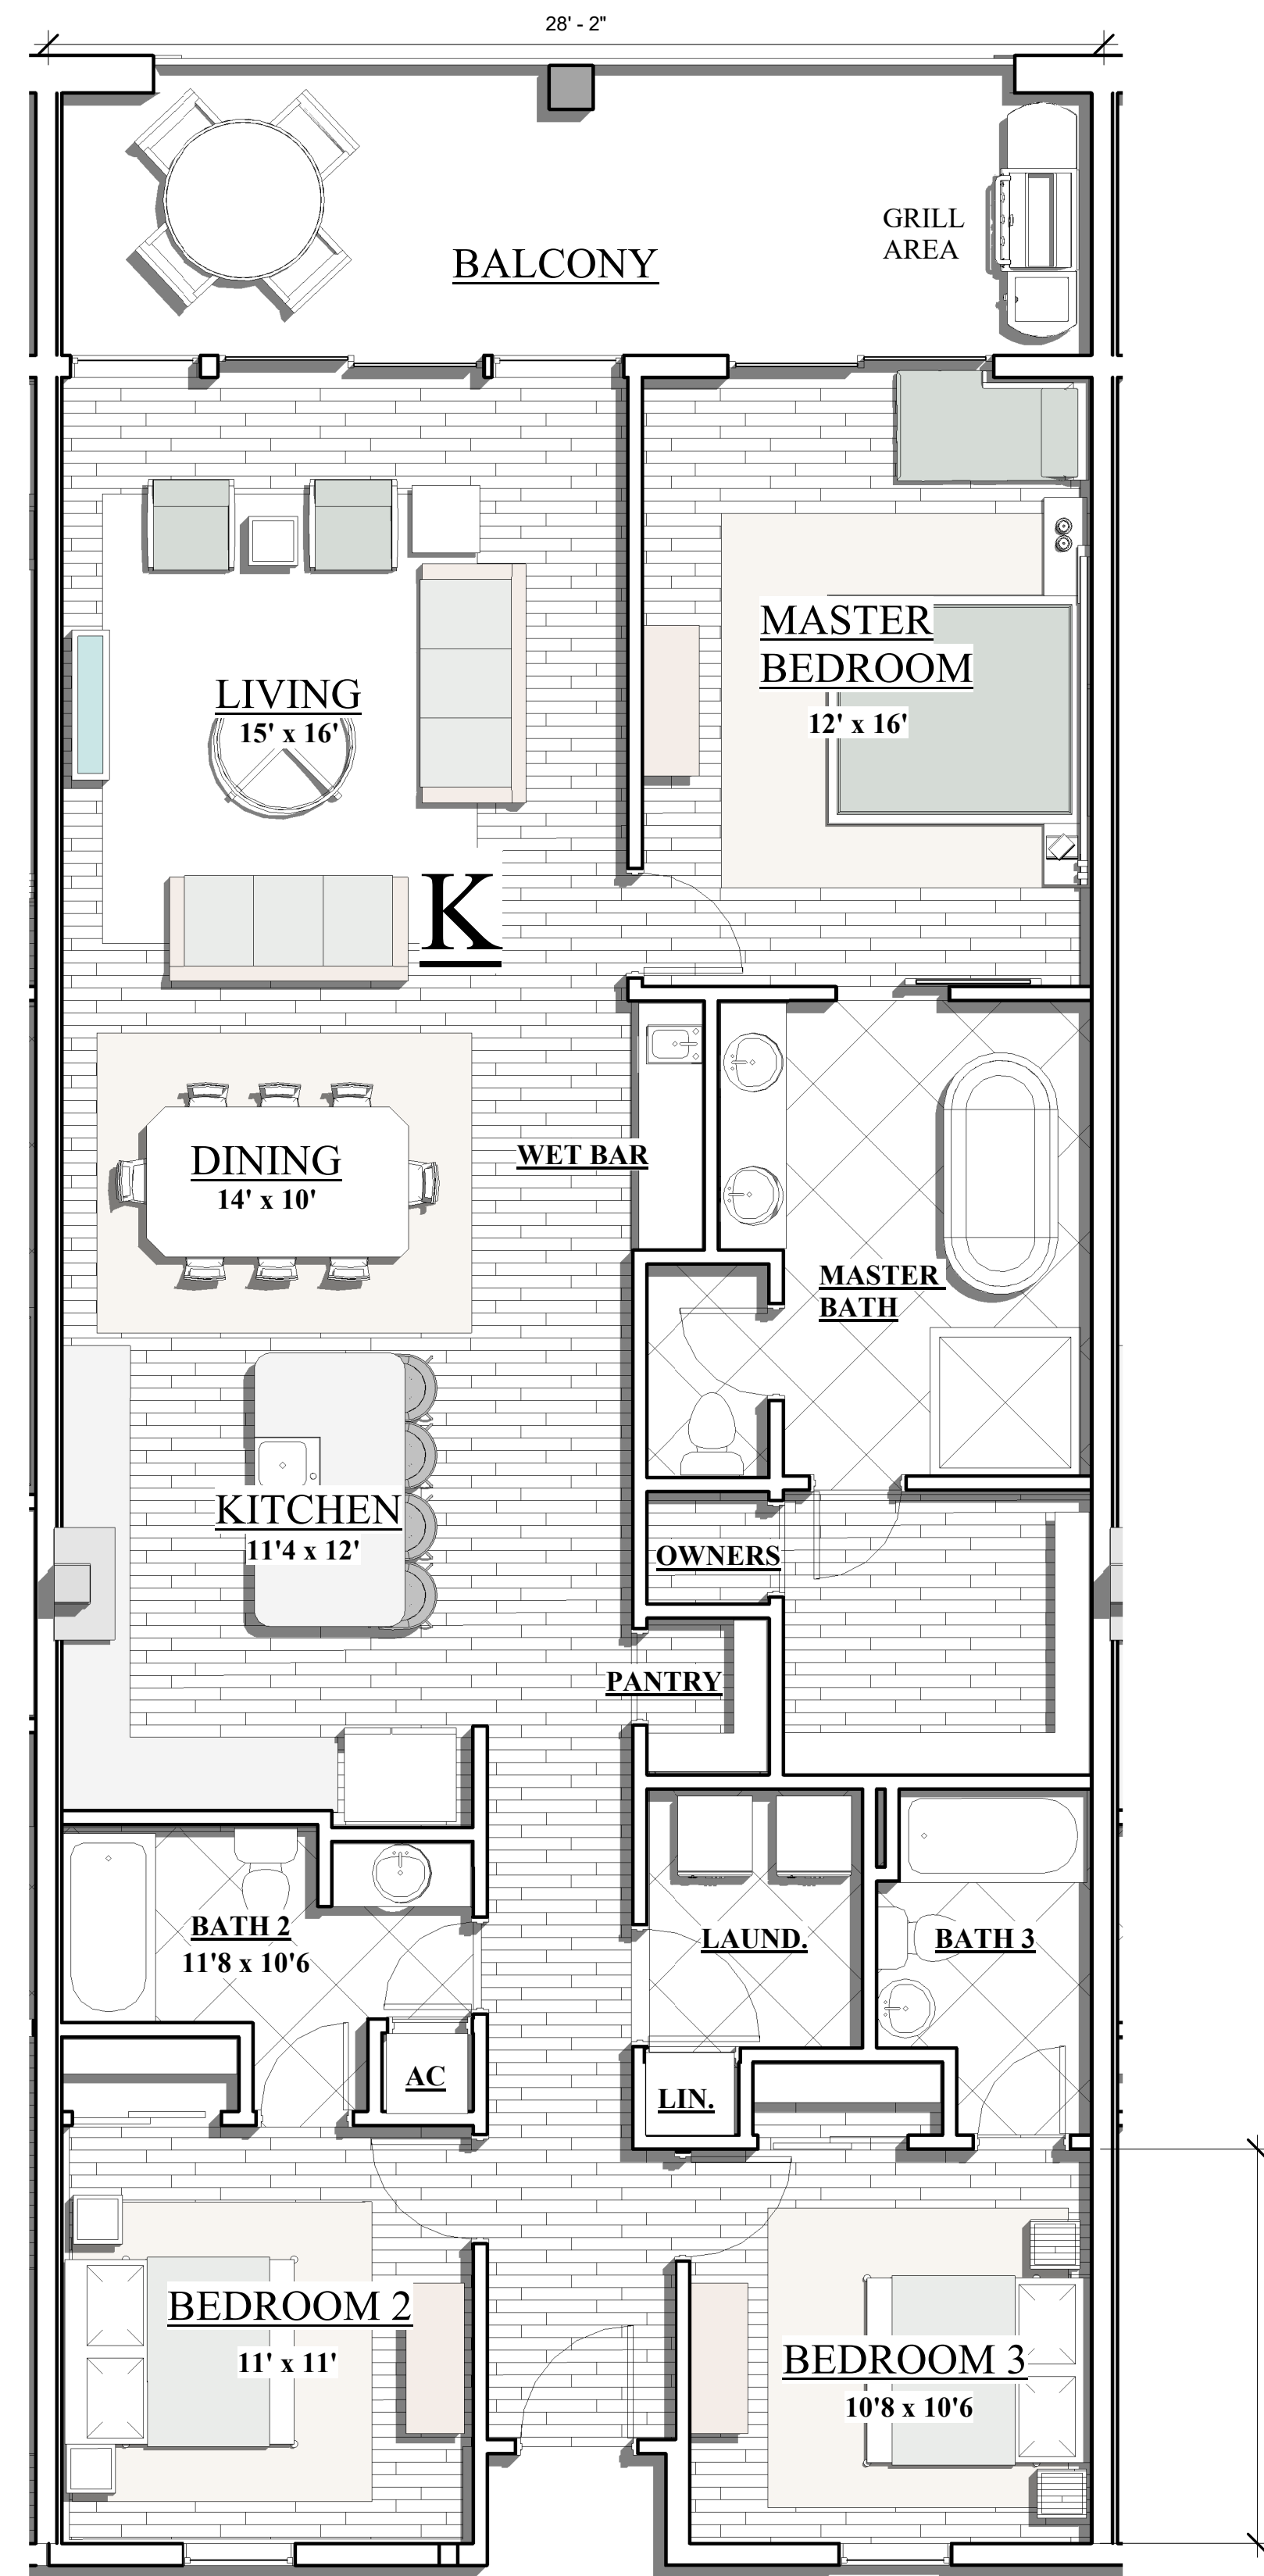 28' - 2"
GRILL
AREA
BALCONY
MASTER
BEDROOM
12' x 16'
LIVING
15' x 16'
K
DINING
14' x 10'
WET BAR
MASTER
BATH
KITCHEN
11'4 x 12'
OWNERS
PANTRY
BATH 2
11'8 x 10'6
LAUND.
BATH 3
AC
LIN.
BEDROOM 2
11' x 11'
BEDROOM 3
10'8 x 10'6